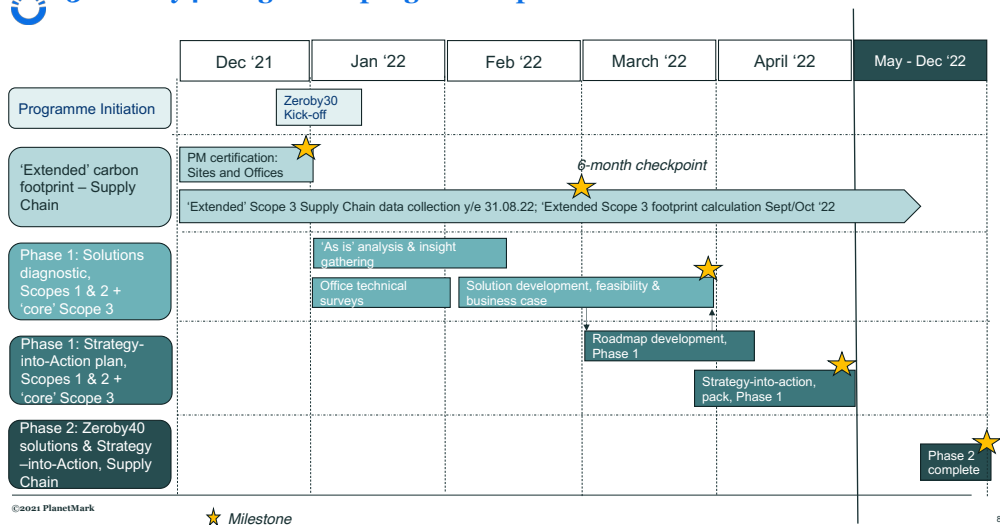 Dec ‘21
Jan ‘22
Feb ‘22
March ‘22
April ‘22
May - Dec ‘22
Programme Initiation
Zeroby30
Kick-off
‘Extended’ carbon
footprint – Supply
Chain
PM certification:
Sites and Offices
6-month checkpoint
‘Extended’ Scope 3 Supply Chain data collection y/e 31.08.22; ‘Extended Scope 3 footprint calculation Sept/Oct ‘22
Phase 1: Solutions
diagnostic,
Scopes 1 & 2 +
‘core’ Scope 3
‘As is’ analysis & insight
gathering
Office technical
surveys
Solution development, feasibility &
business case
Phase 1: Strategy-
into-Action plan,
Scopes 1 & 2 +
‘core’ Scope 3
Roadmap development,
Phase 1
Strategy-into-action,
pack, Phase 1
Phase 2: Zeroby40
solutions & Strategy
–into-Action, Supply
Chain
Phase 2
complete
©2021 PlanetMark
Milestone
8